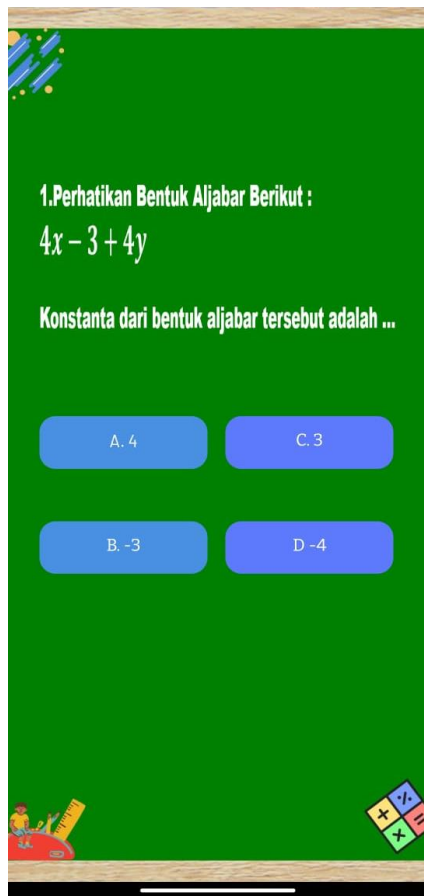 1.Perhatikan Bentuk Aljabar Berikut :
4x – 3 + 4y
Konstanta dari bentuk aljabar tersebut adalah ...
A. 4
C. 3
B. -3
D -4